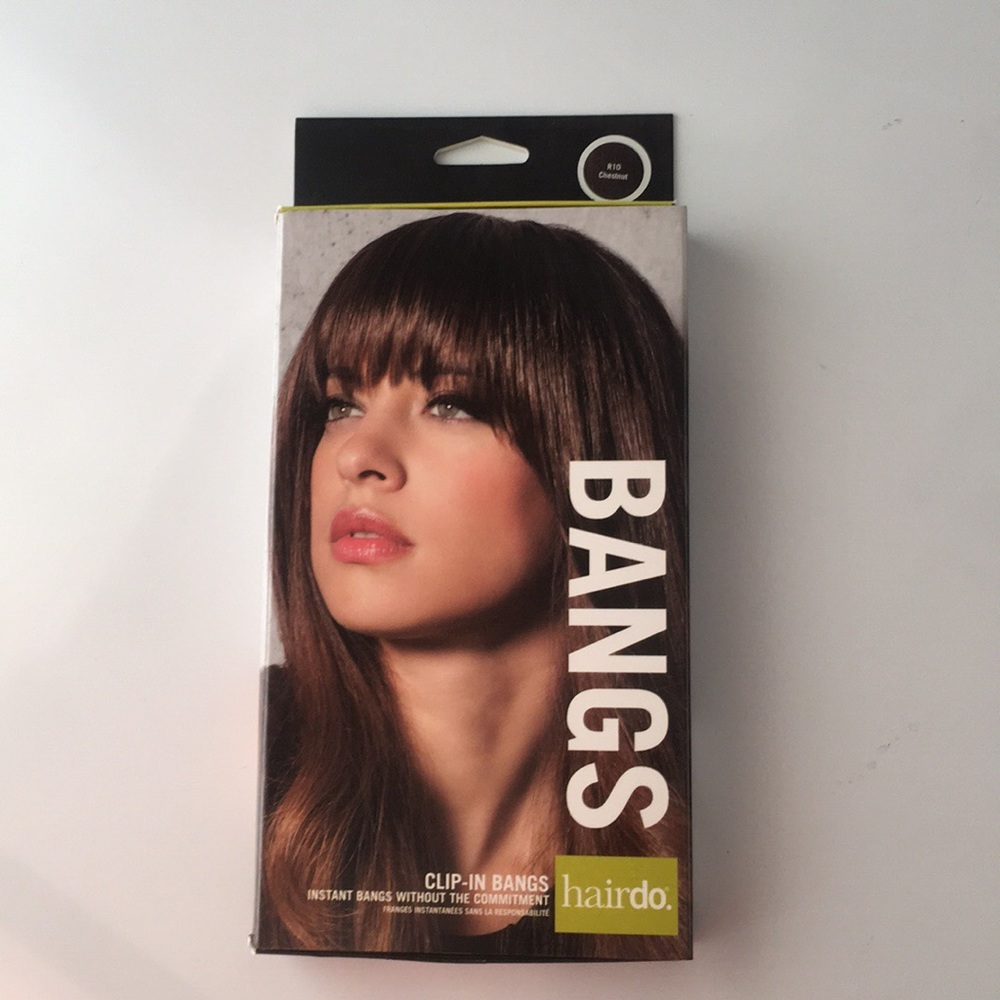 R10
Chestnut
BANGS
CLIP-IN BANGS
INSTANT BANGS WITHOUT THE COMMITMENT
FRANGES INSTANTANÉES SANS LA RESPONSABILITÉ
hairdo.